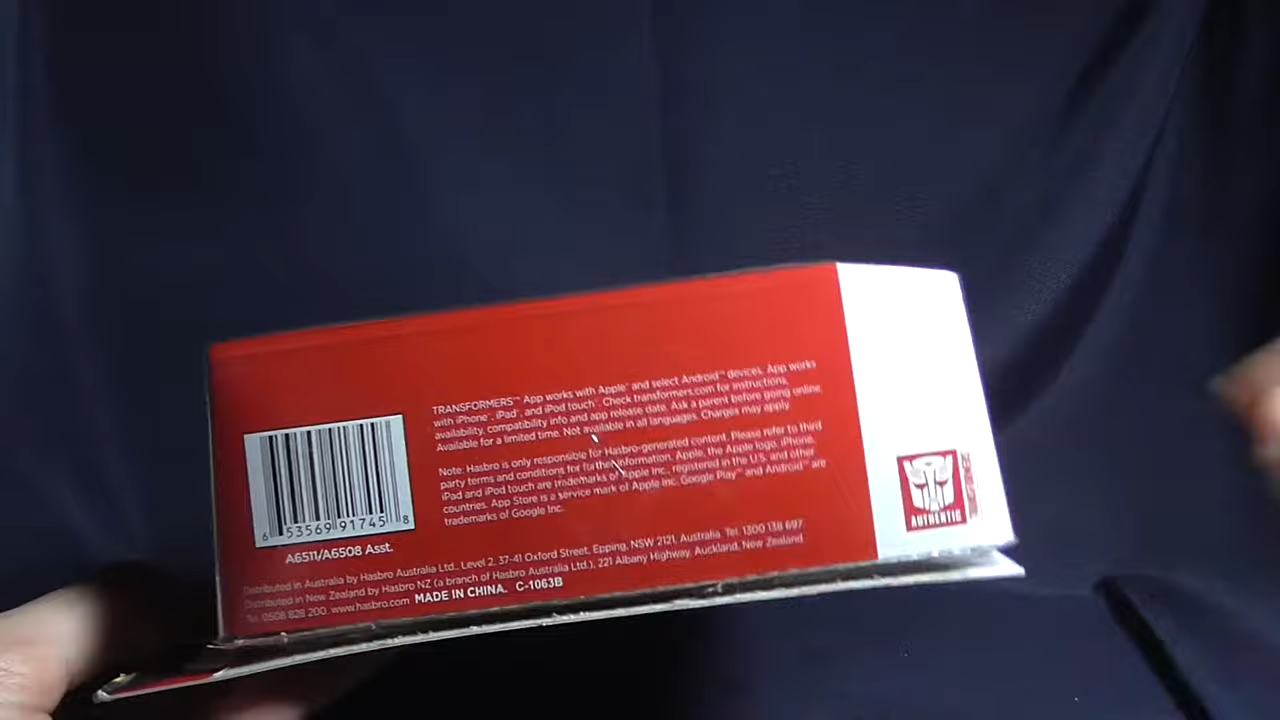 TRANSFORMERS™ App works with Apple® and select Android™ devices. App works
with iPhone®, iPad®, and iPod touch®. Check transformers.com for instructions,
availability, compatibility info and app release date. Ask a parent before going online.
Available for a limited time. Not available in all languages. Charges may apply
Note: Hasbro is only responsible for Hasbro-generated content. Please refer to third
party terms and conditions for further information. Apple, the Apple logo, iPhone,
iPad and iPod touch are trademarks of Apple Inc., registered in the U.S. and other
countries. App Store is a service mark of Apple Inc. Google Play™ and Android™ are
trademarks of Google Inc.
6 53569 91745 8
A6511/A6508 Asst.
Distributed in Australia by Hasbro Australia Ltd., Level 2, 37-41 Oxford Street, Epping, NSW 2121, Australia. Tel. 1300 138 697
Distributed in New Zealand by Hasbro NZ (a branch of Hasbro Australia Ltd.), 221 Albany Highway, Auckland, New Zealand.
Tel. 0508 828 200. www.hasbro.com MADE IN CHINA. C-1063B
AUTHENTIC